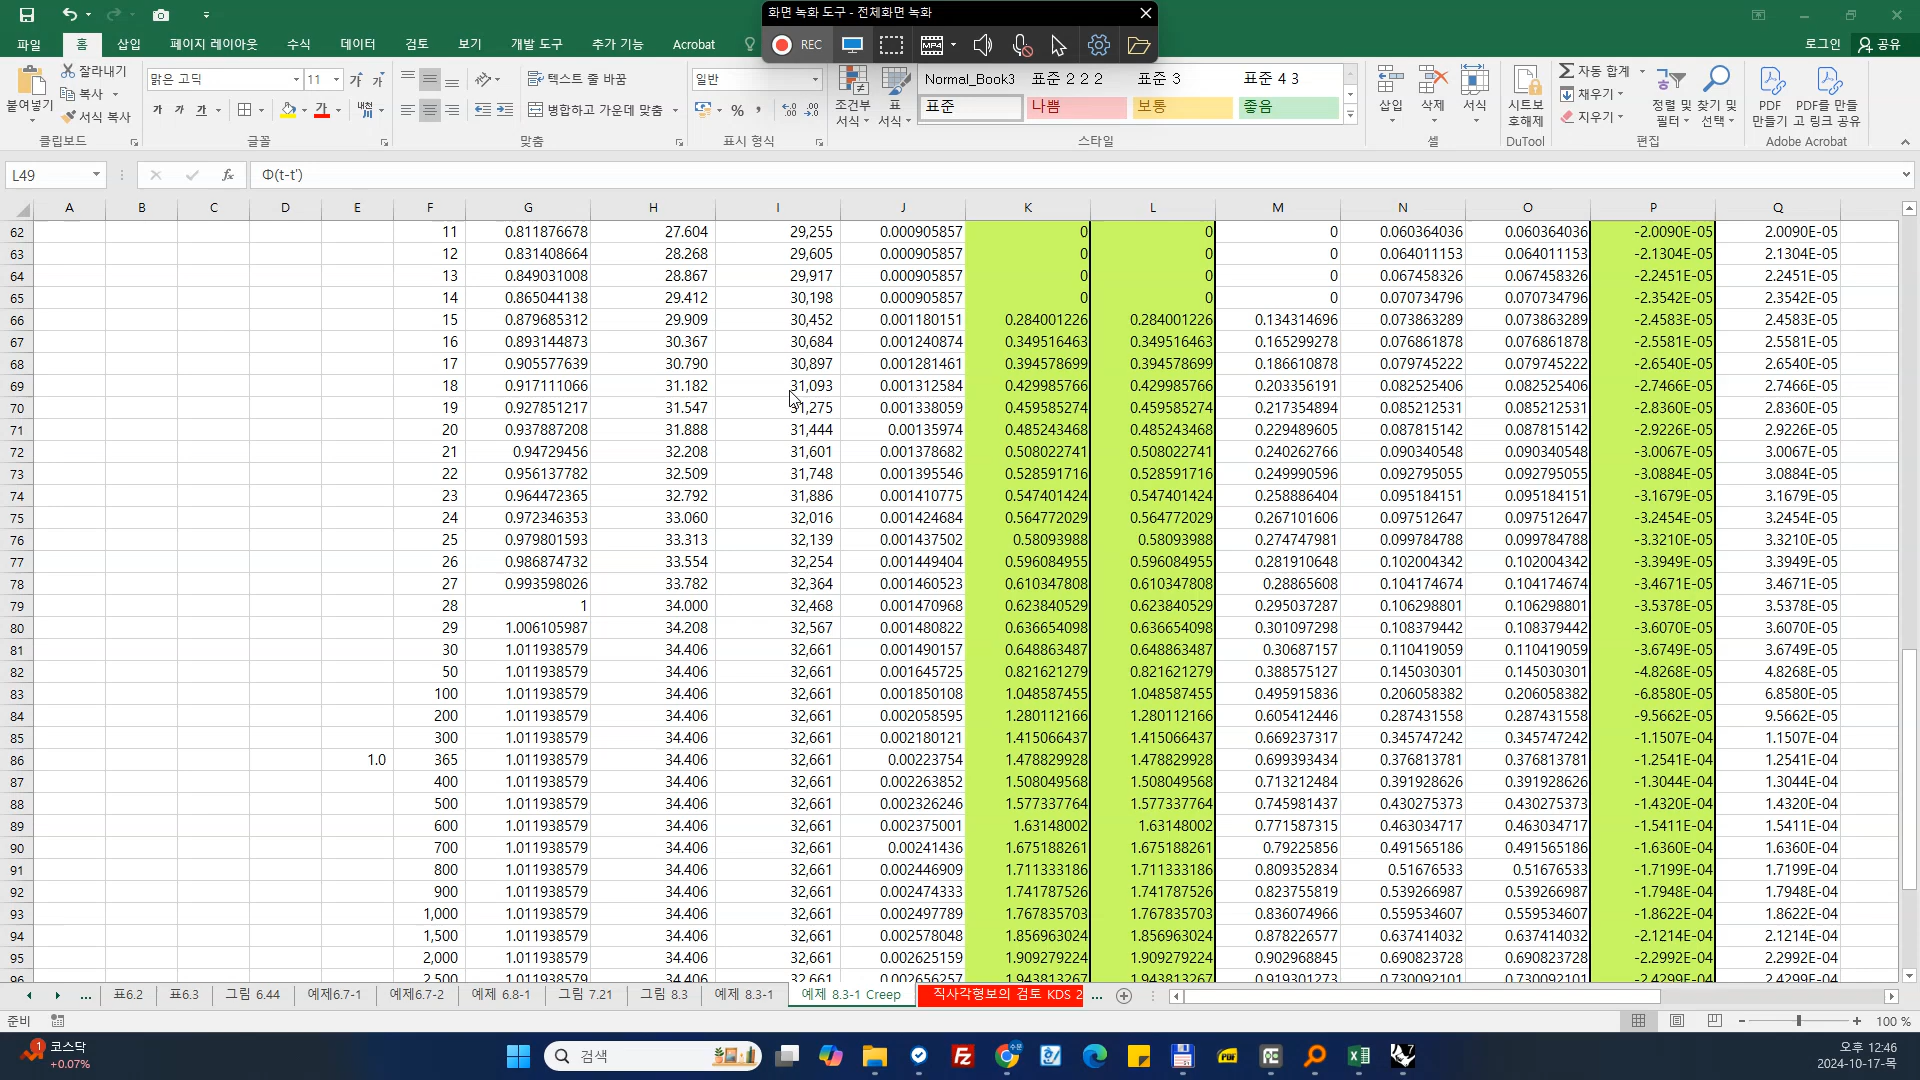 화면 녹화 도구 - 전체화면 녹화
파일 홈 삽입 페이지 레이아웃 수식 데이터 검토 보기 개발 도구 추가 기능 Acrobat 로그인 공유
REC MP4
붙여넣기 잘라내기 복사 서식 복사 클립보드
맑은 고딕 11 가 가 가 가 가 가 내천 글꼴
텍스트 줄 바꿈 병합하고 가운데 맞춤 맞춤
일반 % 표시 형식
조건부 서식 표 서식
Normal_Book3 표준 2 2 2 표준 3 표준 4 3
표준 나쁨 보통 좋음
스타일
삽입 삭제 서식 셀
시트보호해제 DuTool
자동 합계 채우기 지우기 정렬 및 필터 찾기 및 선택 편집
PDF 만들기 PDF를 만들고 링크 공유 Adobe Acrobat
L49 fx Φ(t-t')
A B C D E F G H I J K L M N O P Q
62 11 0.811876678 27.604 29,255 0.000905857 0 0 0 0.060364036 0.060364036 -2.0090E-05 2.0090E-05
63 12 0.831408664 28.268 29,605 0.000905857 0 0 0 0.064011153 0.064011153 -2.1304E-05 2.1304E-05
64 13 0.849031008 28.867 29,917 0.000905857 0 0 0 0.067458326 0.067458326 -2.2451E-05 2.2451E-05
65 14 0.865044138 29.412 30,198 0.000905857 0 0 0 0.070734796 0.070734796 -2.3542E-05 2.3542E-05
66 15 0.879685312 29.909 30,452 0.001180151 0.284001226 0.284001226 0.134314696 0.073863289 0.073863289 -2.4583E-05 2.4583E-05
67 16 0.893144873 30.367 30,684 0.001240874 0.349516463 0.349516463 0.165299278 0.076861878 0.076861878 -2.5581E-05 2.5581E-05
68 17 0.905577639 30.790 30,897 0.001281461 0.394578699 0.394578699 0.186610878 0.079745222 0.079745222 -2.6540E-05 2.6540E-05
69 18 0.917111066 31.182 31,093 0.001312584 0.429985766 0.429985766 0.203356191 0.082525406 0.082525406 -2.7466E-05 2.7466E-05
70 19 0.927851217 31.547 31,275 0.001338059 0.459585274 0.459585274 0.217354894 0.085212531 0.085212531 -2.8360E-05 2.8360E-05
71 20 0.937887208 31.888 31,444 0.00135974 0.485243468 0.485243468 0.229489605 0.087815142 0.087815142 -2.9226E-05 2.9226E-05
72 21 0.94729456 32.208 31,601 0.001378682 0.508022741 0.508022741 0.240262766 0.090340548 0.090340548 -3.0067E-05 3.0067E-05
73 22 0.956137782 32.509 31,748 0.001395546 0.528591716 0.528591716 0.249990596 0.092795055 0.092795055 -3.0884E-05 3.0884E-05
74 23 0.964472365 32.792 31,886 0.001410775 0.547401424 0.547401424 0.258886404 0.095184151 0.095184151 -3.1679E-05 3.1679E-05
75 24 0.972346353 33.060 32,016 0.001424684 0.564772029 0.564772029 0.267101606 0.097512647 0.097512647 -3.2454E-05 3.2454E-05
76 25 0.979801593 33.313 32,139 0.001437502 0.58093988 0.58093988 0.274747981 0.099784788 0.099784788 -3.3210E-05 3.3210E-05
77 26 0.986874732 33.554 32,254 0.001449404 0.596084955 0.596084955 0.281910648 0.102004342 0.102004342 -3.3949E-05 3.3949E-05
78 27 0.993598026 33.782 32,364 0.001460523 0.610347808 0.610347808 0.28865608 0.104174674 0.104174674 -3.4671E-05 3.4671E-05
79 28 1 34.000 32,468 0.001470968 0.623840529 0.623840529 0.295037287 0.106298801 0.106298801 -3.5378E-05 3.5378E-05
80 29 1.006105987 34.208 32,567 0.001480822 0.636654098 0.636654098 0.301097298 0.108379442 0.108379442 -3.6070E-05 3.6070E-05
81 30 1.011938579 34.406 32,661 0.001490157 0.648863487 0.648863487 0.30687157 0.110419059 0.110419059 -3.6749E-05 3.6749E-05
82 50 1.011938579 34.406 32,661 0.001645725 0.821621279 0.821621279 0.388575127 0.145030301 0.145030301 -4.8268E-05 4.8268E-05
83 100 1.011938579 34.406 32,661 0.001850108 1.048587455 1.048587455 0.495915836 0.206058382 0.206058382 -6.8580E-05 6.8580E-05
84 200 1.011938579 34.406 32,661 0.002058595 1.280112166 1.280112166 0.605412446 0.287431558 0.287431558 -9.5662E-05 9.5662E-05
85 300 1.011938579 34.406 32,661 0.002180121 1.415066437 1.415066437 0.669237317 0.345747242 0.345747242 -1.1507E-04 1.1507E-04
86 1.0 365 1.011938579 34.406 32,661 0.00223754 1.478829928 1.478829928 0.699393434 0.376813781 0.376813781 -1.2541E-04 1.2541E-04
87 400 1.011938579 34.406 32,661 0.002263852 1.508049568 1.508049568 0.713212484 0.391928626 0.391928626 -1.3044E-04 1.3044E-04
88 500 1.011938579 34.406 32,661 0.002326246 1.577337764 1.577337764 0.745981437 0.430275373 0.430275373 -1.4320E-04 1.4320E-04
89 600 1.011938579 34.406 32,661 0.002375001 1.63148002 1.63148002 0.771587315 0.463034717 0.463034717 -1.5411E-04 1.5411E-04
90 700 1.011938579 34.406 32,661 0.00241436 1.675188261 1.675188261 0.79225856 0.491565186 0.491565186 -1.6360E-04 1.6360E-04
91 800 1.011938579 34.406 32,661 0.002446909 1.711333186 1.711333186 0.809352834 0.51676533 0.51676533 -1.7199E-04 1.7199E-04
92 900 1.011938579 34.406 32,661 0.002474333 1.741787526 1.741787526 0.823755819 0.539266987 0.539266987 -1.7948E-04 1.7948E-04
93 1,000 1.011938579 34.406 32,661 0.002497789 1.767835703 1.767835703 0.836074966 0.559534607 0.559534607 -1.8622E-04 1.8622E-04
94 1,500 1.011938579 34.406 32,661 0.002578048 1.856963024 1.856963024 0.878226577 0.637414032 0.637414032 -2.1214E-04 2.1214E-04
95 2,000 1.011938579 34.406 32,661 0.002625159 1.909279224 1.909279224 0.902968845 0.690823728 0.690823728 -2.2992E-04 2.2992E-04
96 2,500 1.011938579 34.406 32,661 0.002656257 1.943813267 1.943813267 0.919301273 0.730092101 0.730092101 -2.4299E-04 2.4299E-04
... 표6.2 표6.3 그림 6.44 예제6.7-1 예제6.7-2 예제 6.8-1 그림 7.21 그림 8.3 예제 8.3-1 예제 8.3-1 Creep 직사각형보의 검토 KDS 2 ...
준비 100 %
1 코스닥 +0.07% 검색 오후 12:46
2024-10-17-목